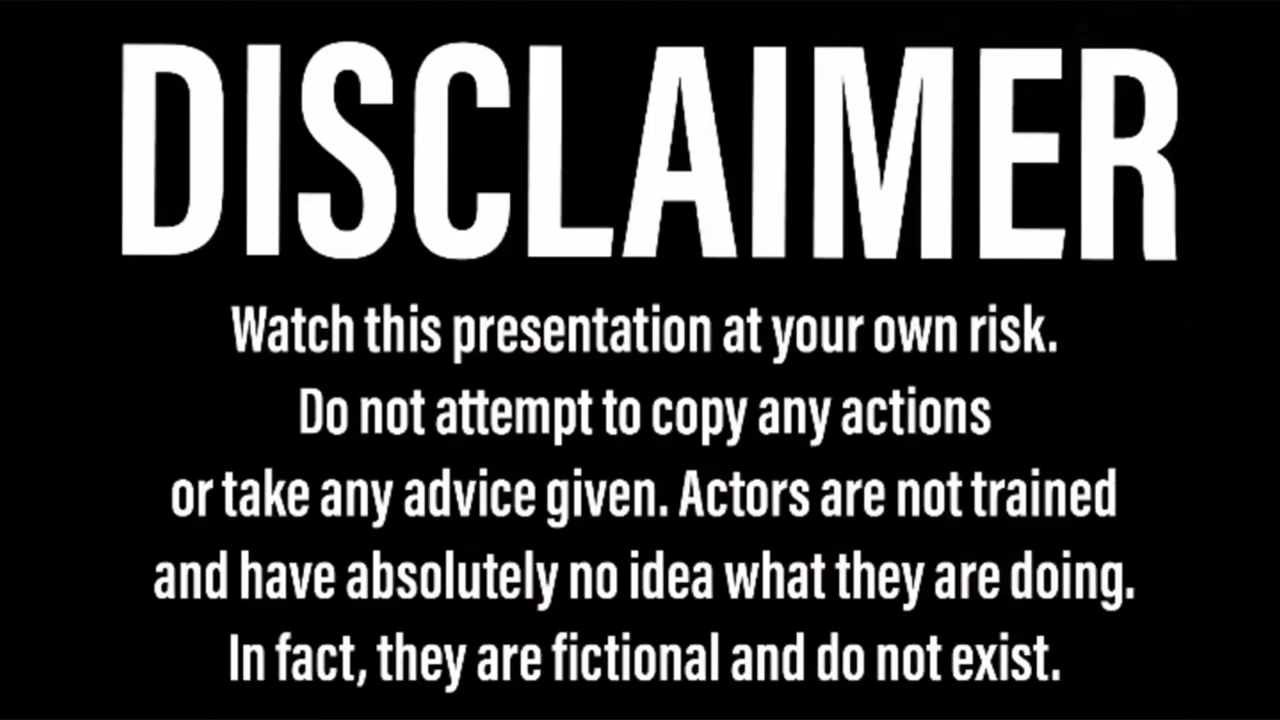 DISCLAIMER
Watch this presentation at your own risk.
Do not attempt to copy any actions
or take any advice given. Actors are not trained
and have absolutely no idea what they are doing.
In fact, they are fictional and do not exist.